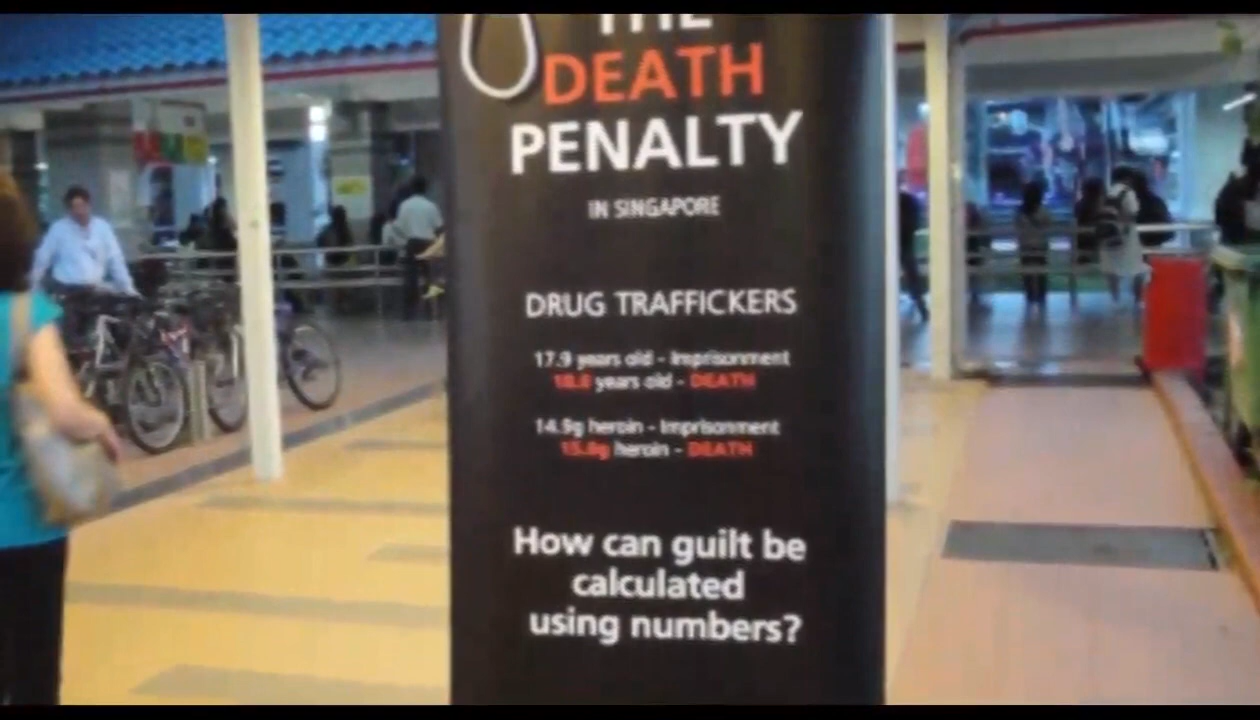 THE
DEATH
PENALTY
IN SINGAPORE
DRUG TRAFFICKERS
17.9 years old - Imprisonment
18.0 years old - DEATH
14.9g heroin - Imprisonment
15.0g heroin - DEATH
How can guilt be
calculated
using numbers?